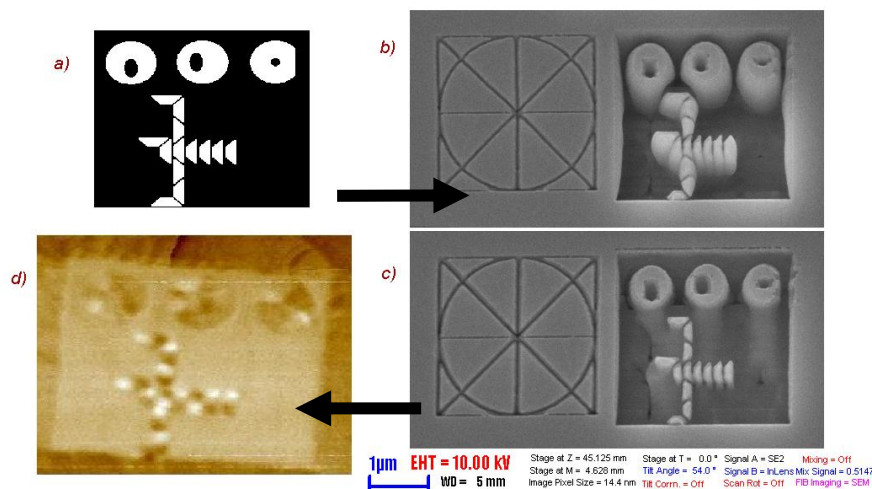 a)
b)
c)
d)
1µm
EHT = 10.00 kV
WD = 5 mm
Stage at Z = 45.125 mm
Stage at M = 4.628 mm
Image Pixel Size = 14.4 nm
Stage at T = 0.0 °
Tilt Angle = 54.0 °
Tilt Corrn. = Off
Signal A = SE2
Signal B = InLens
Scan Rot = Off
Mixing = Off
Mix Signal = 0.5147
FIB Imaging = SEM